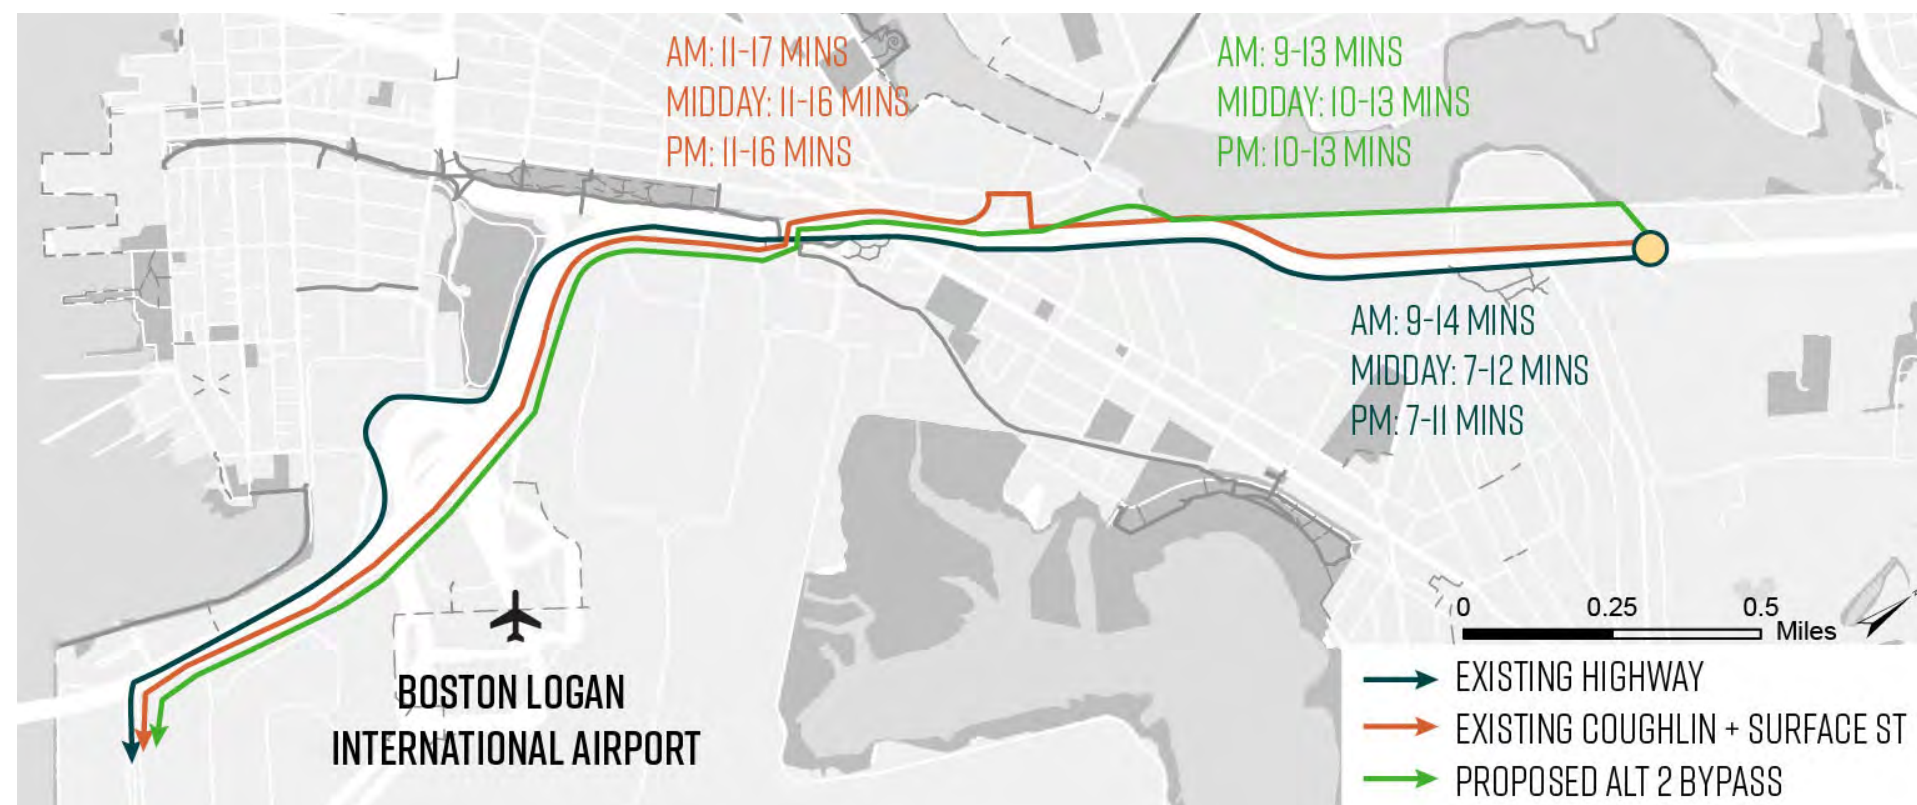 AM: 11-17 MINS
MIDDAY: 11-16 MINS
PM: 11-16 MINS
AM: 9-13 MINS
MIDDAY: 10-13 MINS
PM: 10-13 MINS
AM: 9-14 MINS
MIDDAY: 7-12 MINS
PM: 7-11 MINS
BOSTON LOGAN
INTERNATIONAL AIRPORT
0 0.25 0.5
Miles
EXISTING HIGHWAY
EXISTING COUGHLIN + SURFACE ST
PROPOSED ALT 2 BYPASS